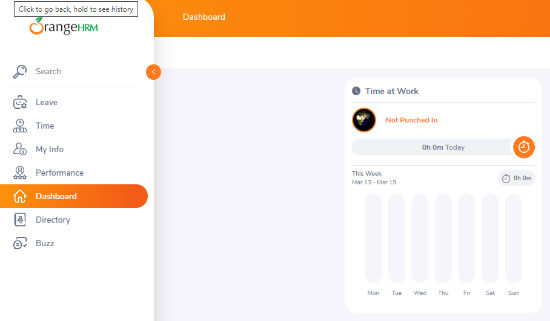 Click to go back, hold to see history
OrangeHRM
Dashboard
Search
Leave
Time
My Info
Performance
Dashboard
Directory
Buzz
Time at Work
Not Punched In
0h 0m Today
This Week
Mar 13 - Mar 19
0h 0m
Mon Tue Wed Thu Fri Sat Sun